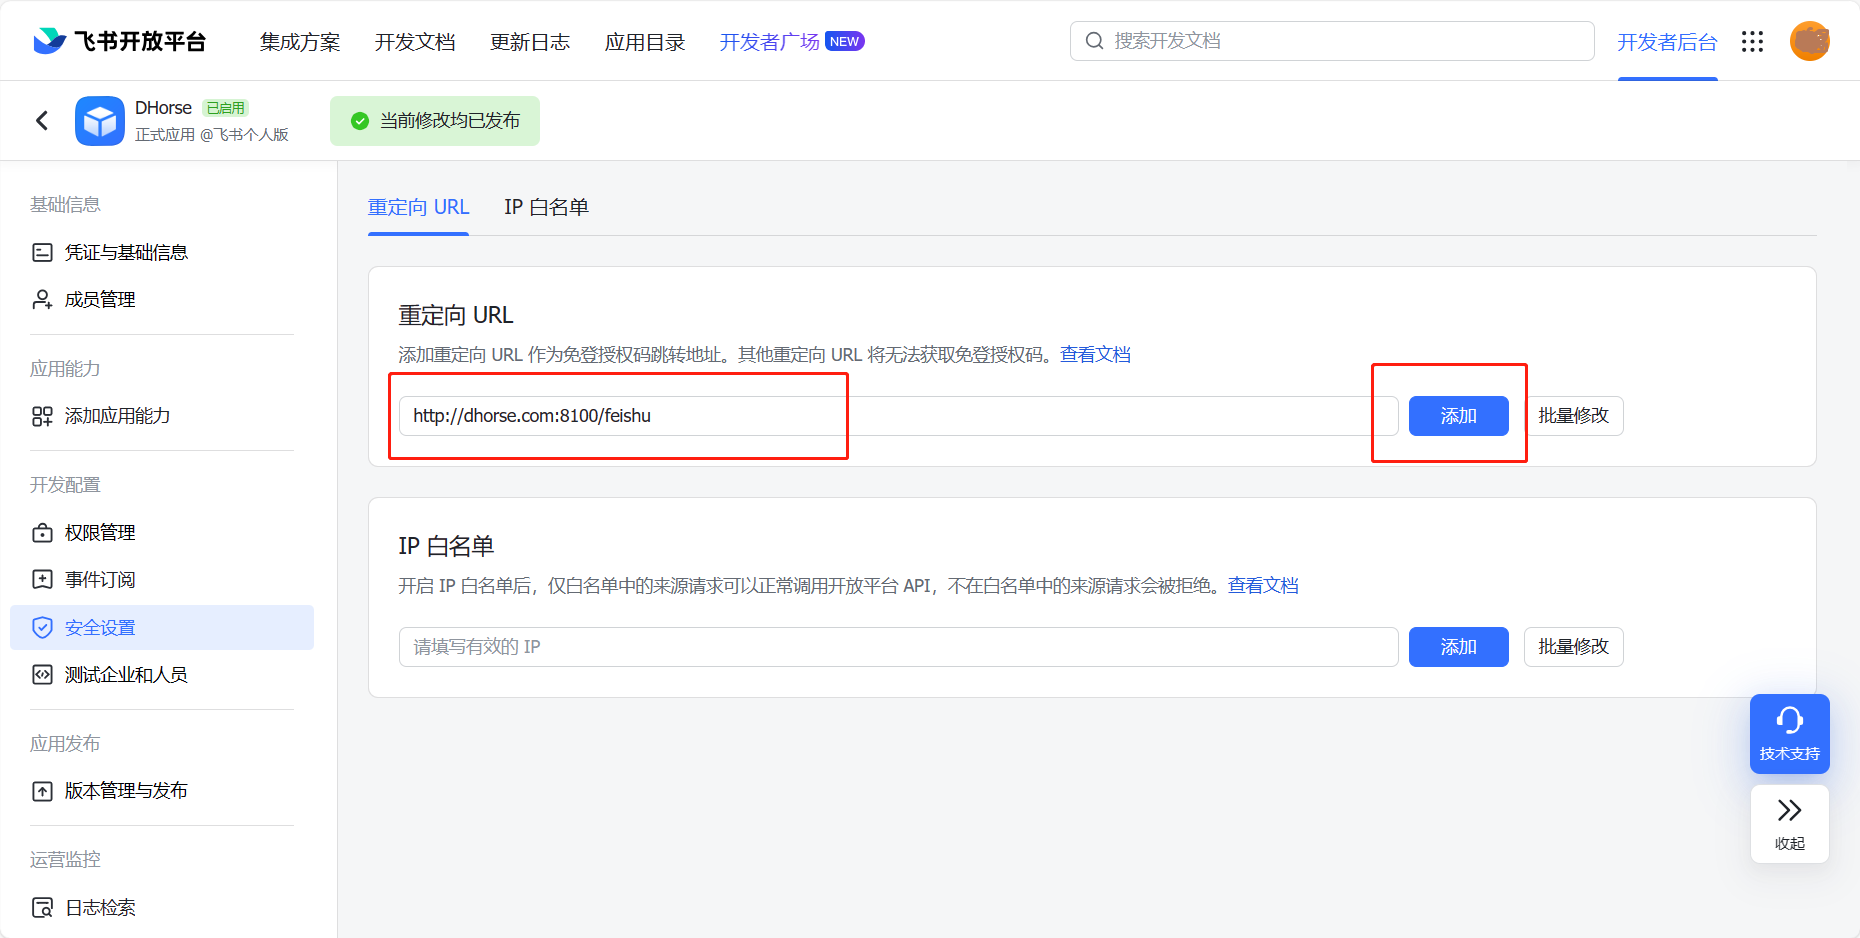 飞书开放平台
集成方案
开发文档
更新日志
应用目录
开发者广场 NEW
搜索开发文档
开发者后台
DHorse 已启用
正式应用 @飞书个人版
当前修改均已发布
基础信息
凭证与基础信息
成员管理
应用能力
添加应用能力
开发配置
权限管理
事件订阅
安全设置
测试企业和人员
应用发布
版本管理与发布
运营监控
日志检索
重定向 URL
IP 白名单
重定向 URL
添加重定向 URL 作为免登授权码跳转地址。其他重定向 URL 将无法获取免登授权码。查看文档
http://dhorse.com:8100/feishu
添加
批量修改
IP 白名单
开启 IP 白名单后，仅白名单中的来源请求可以正常调用开放平台 API，不在白名单中的来源请求会被拒绝。查看文档
请填写有效的 IP
添加
批量修改
技术支持
收起